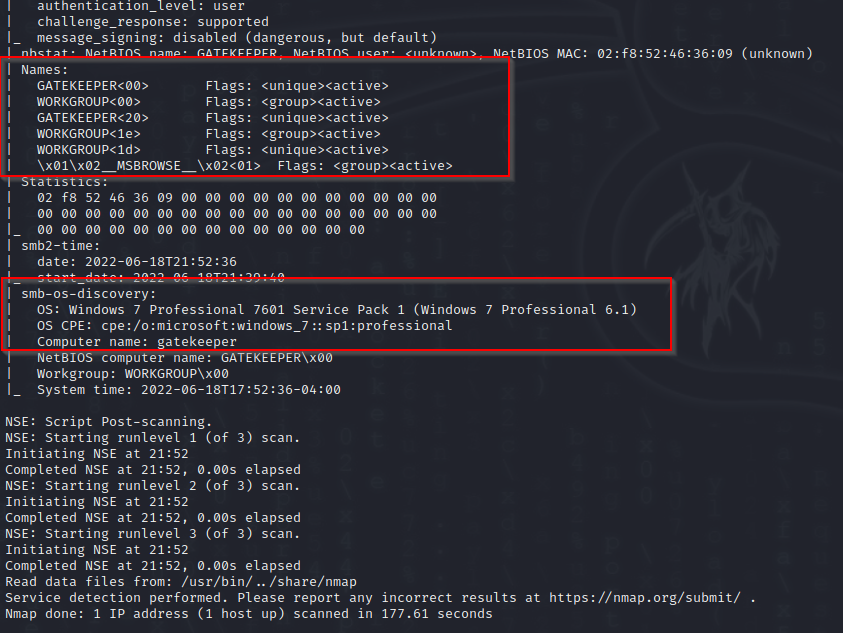 |   authentication_level: user
|   challenge_response: supported
|_  message_signing: disabled (dangerous, but default)
| nbstat: NetBIOS name: GATEKEEPER, NetBIOS user: <unknown>, NetBIOS MAC: 02:f8:52:46:36:09 (unknown)
| Names:
|   GATEKEEPER<00>       Flags: <unique><active>
|   WORKGROUP<00>        Flags: <group><active>
|   GATEKEEPER<20>       Flags: <unique><active>
|   WORKGROUP<1e>        Flags: <group><active>
|   WORKGROUP<1d>        Flags: <unique><active>
|   \x01\x02__MSBROWSE__\x02<01>  Flags: <group><active>
| Statistics:
|   02 f8 52 46 36 09 00 00 00 00 00 00 00 00 00 00 00
|   00 00 00 00 00 00 00 00 00 00 00 00 00 00 00 00 00
|_  00 00 00 00 00 00 00 00 00 00 00 00 00 00
| smb2-time:
|   date: 2022-06-18T21:52:36
|_  start_date: 2022-06-18T21:39:40
| smb-os-discovery:
|   OS: Windows 7 Professional 7601 Service Pack 1 (Windows 7 Professional 6.1)
|   OS CPE: cpe:/o:microsoft:windows_7::sp1:professional
|   Computer name: gatekeeper
|   NetBIOS computer name: GATEKEEPER\x00
|   Workgroup: WORKGROUP\x00
|_  System time: 2022-06-18T17:52:36-04:00
NSE: Script Post-scanning.
NSE: Starting runlevel 1 (of 3) scan.
Initiating NSE at 21:52
Completed NSE at 21:52, 0.00s elapsed
NSE: Starting runlevel 2 (of 3) scan.
Initiating NSE at 21:52
Completed NSE at 21:52, 0.00s elapsed
NSE: Starting runlevel 3 (of 3) scan.
Initiating NSE at 21:52
Completed NSE at 21:52, 0.00s elapsed
Read data files from: /usr/bin/../share/nmap
Service detection performed. Please report any incorrect results at https://nmap.org/submit/ .
Nmap done: 1 IP address (1 host up) scanned in 177.61 seconds